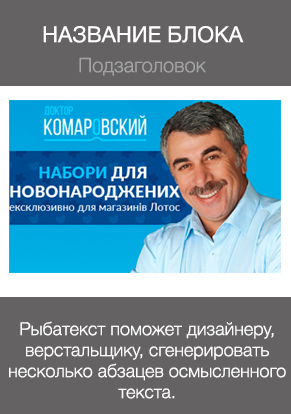 НАЗВАНИЕ БЛОКА
Подзаголовок
ДОКТОР
КОМАРОВСКИЙ
НАБОРИ ДЛЯ
НОВОНАРОДЖЕНИХ
ексклюзивно для магазинів Лотос
Рыбатекст поможет дизайнеру,
верстальщику, сгенерировать
несколько абзацев осмысленного
текста.